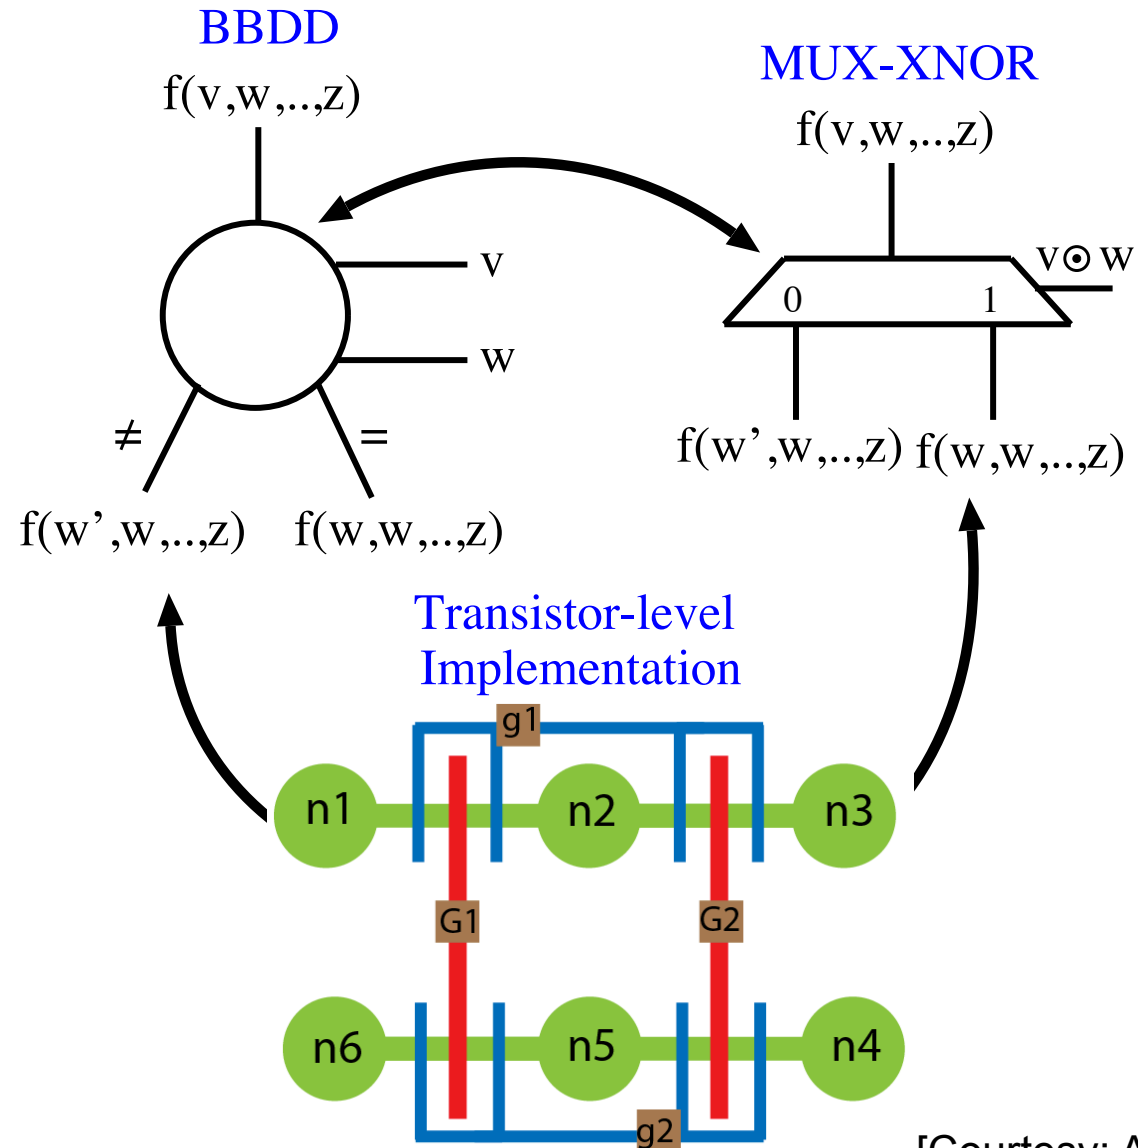 BBDD
f(v,w,..,z)
v
w
≠
=
f(w’,w,..,z)
f(w,w,..,z)
MUX-XNOR
f(v,w,..,z)
v⊙w
0
1
f(w’,w,..,z)
f(w,w,..,z)
Transistor-level
Implementation
g1
n1
n2
n3
G1
G2
n6
n5
n4
g2
[Courtesy: A